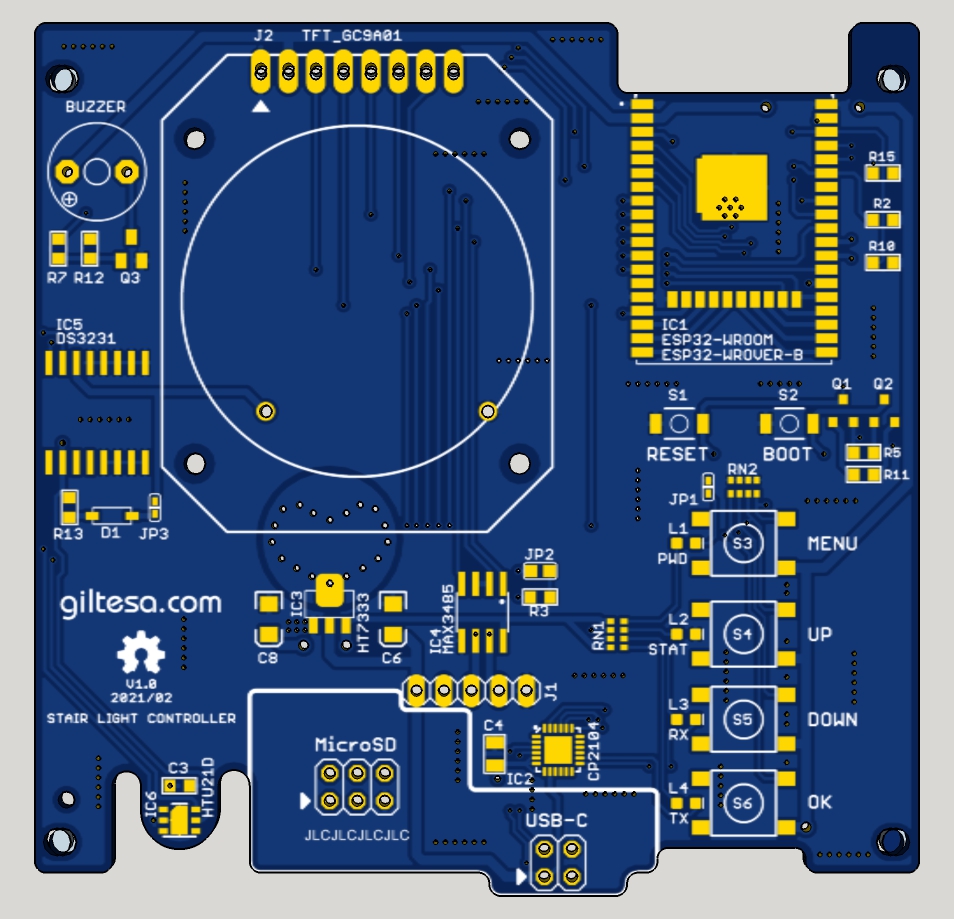 J2 TFT_GC9A01
BUZZER
R15
R2
R10
R7 R12 Q3
IC5
DS3231
IC1
ESP32-WROOM
ESP32-WROVER-B
S1
S2
Q1 Q2
RESET
BOOT
R5
R11
RN2
JP1
R13
D1
JP3
L1
PWD
S3
MENU
JP2
R3
IC3
HT7333
IC4
MAX3485
C8
C6
RN1
giltesa.com
V1.0
2021/02
STAIR LIGHT CONTROLLER
L2
STAT
S4
UP
J1
L3
RX
S5
DOWN
MicroSD
C4
IC2
CP2104
C3
IC6
HTU21D
JLCJLCJLCJLC
USB-C
L4
TX
S6
OK